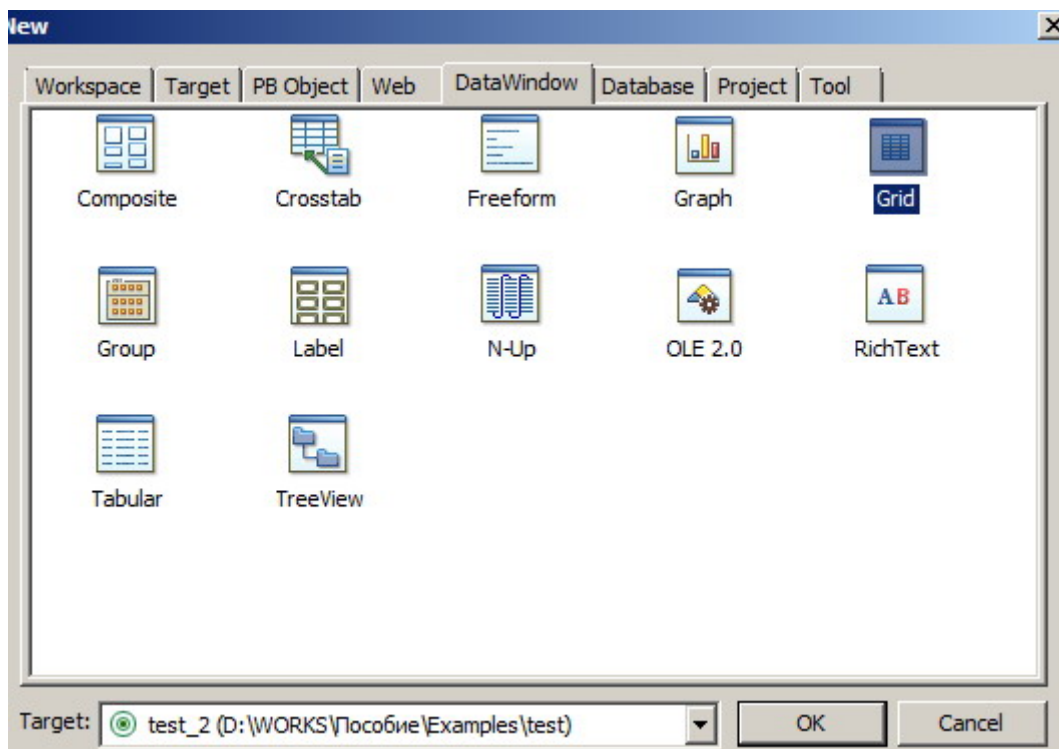 New
Workspace Target PB Object Web DataWindow Database Project Tool
Composite Crosstab Freeform Graph Grid
Group Label N-Up OLE 2.0 RichText
Tabular TreeView
Target: test_2 (D:\WORKS\Пособие\Examples\test) OK Cancel